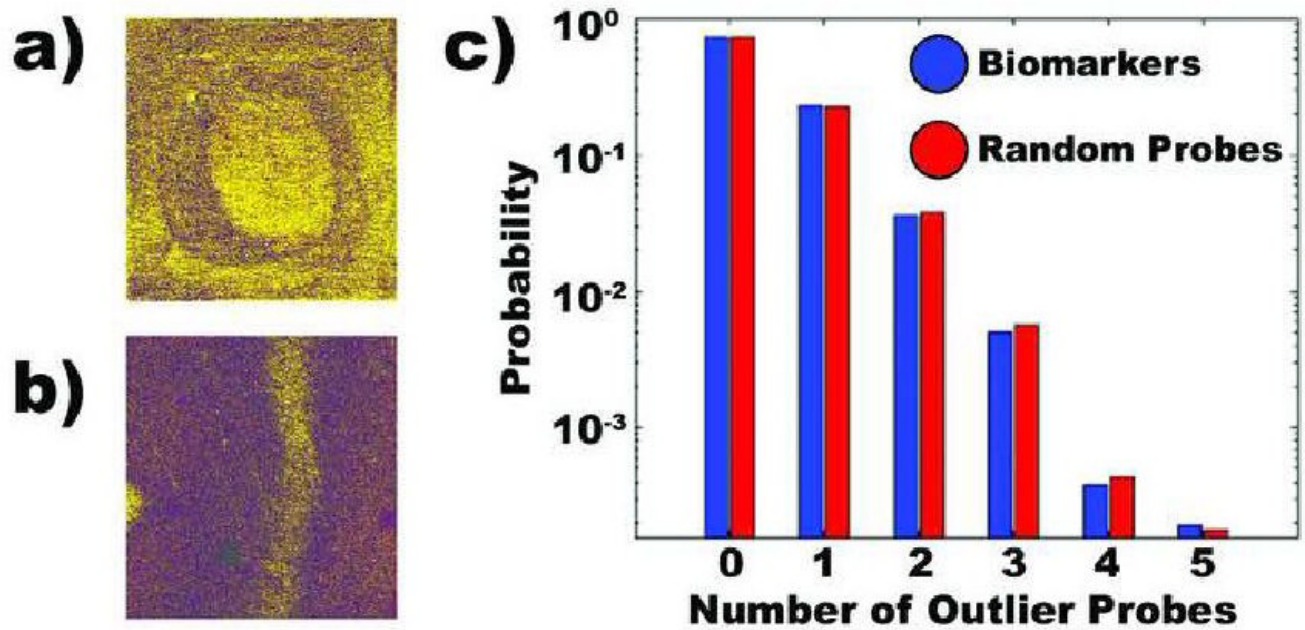 a)
b)
c)
Probability
10⁰
10⁻¹
10⁻²
10⁻³
Biomarkers
Random Probes
0 1 2 3 4 5
Number of Outlier Probes